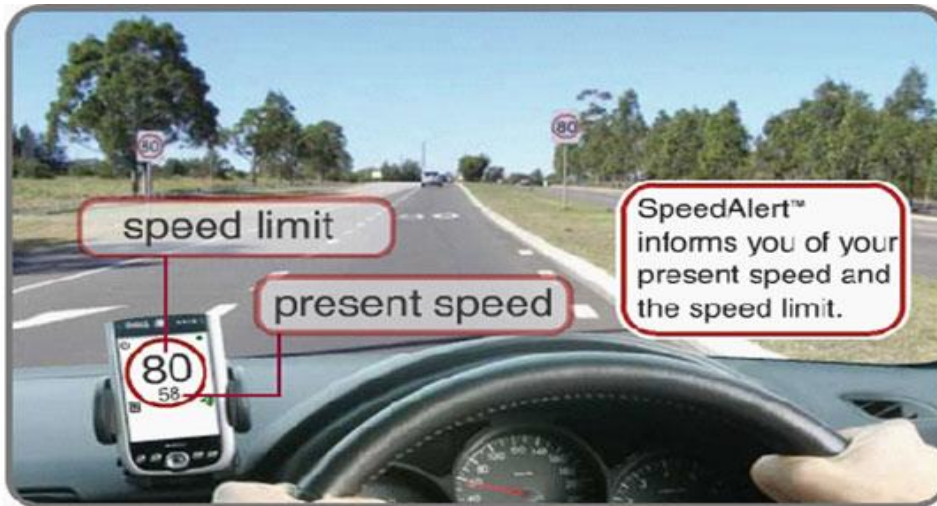 80
80
speed limit
SpeedAlert™
informs you of your
present speed and
the speed limit.
present speed
DELL
80
58